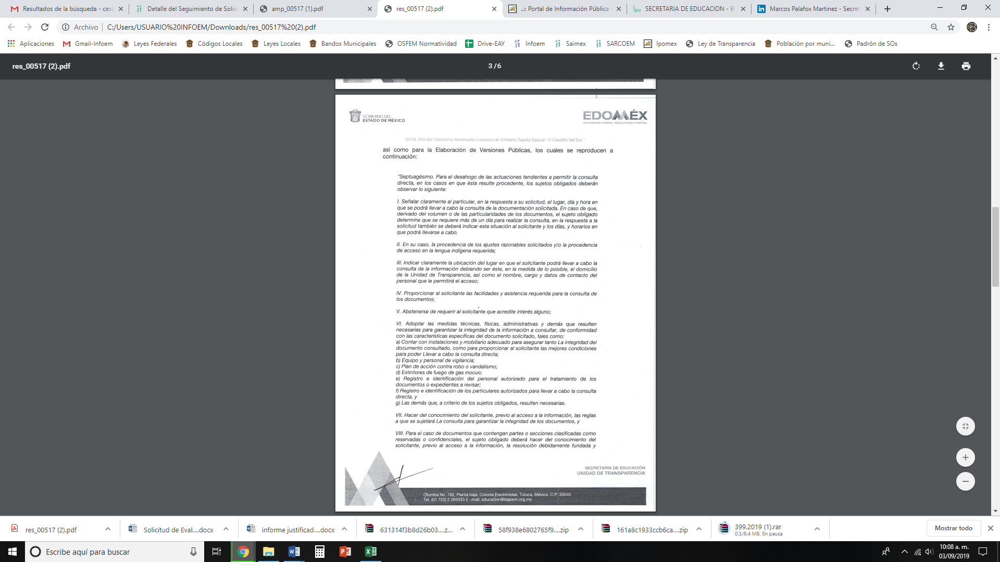 Resultados de la búsqueda - cesa
Detalle del Seguimiento de Solici
amp_00517 (1).pdf
res_00517 (2).pdf
..:: Portal de Información Pública
SECRETARIA DE EDUCACION - El
Marcos Palafox Martinez - Secret
Archivo
C:/Users/USUARIO%20INFOEM/Downloads/res_00517%20(2).pdf
Aplicaciones
Gmail-Infoem
Leyes Federales
Códigos Locales
Leyes Locales
Bandos Municipales
OSFEM Normatividad
Drive-EAY
Infoem
Saimex
SARCOEM
Ipomex
Ley de Transparencia
Población por muni...
Padrón de SOs
res_00517 (2).pdf
3 / 6
GOBIERNO DEL
ESTADO DE MÉXICO
EDOMÉX
DECISIONES FIRMES, RESULTADOS FUERTES.
"2019. Año del Centésimo Aniversario Luctuoso de Emiliano Zapata Salazar. El Caudillo del Sur."
así como para la Elaboración de Versiones Públicas, los cuales se reproducen a
continuación:
"Septuagésimo. Para el desahogo de las actuaciones tendientes a permitir la consulta
directa, en los casos en que ésta resulte procedente, los sujetos obligados deberán
observar lo siguiente:
I. Señalar claramente al particular, en la respuesta a su solicitud, el lugar, día y hora en
que se podrá llevar a cabo la consulta de la documentación solicitada. En caso de que,
derivado del volumen o de las particularidades de los documentos, el sujeto obligado
determine que se requiere más de un día para realizar la consulta, en la respuesta a la
solicitud también se deberá indicar esta situación al solicitante y los días, y horarios en
que podrá llevarse a cabo.
II. En su caso, la procedencia de los ajustes razonables solicitados y/o la procedencia
de acceso en la lengua indígena requerida;
III. Indicar claramente la ubicación del lugar en que el solicitante podrá llevar a cabo la
consulta de la información debiendo ser éste, en la medida de lo posible, el domicilio
de la Unidad de Transparencia, así como el nombre, cargo y datos de contacto del
personal que le permitirá el acceso;
IV. Proporcionar al solicitante las facilidades y asistencia requerida para la consulta de
los documentos;
V. Abstenerse de requerir al solicitante que acredite interés alguno;
VI. Adoptar las medidas técnicas, físicas, administrativas y demás que resulten
necesarias para garantizar la integridad de la información a consultar, de conformidad
con las características específicas del documento solicitado, tales como:
a) Contar con instalaciones y mobiliario adecuado para asegurar tanto La integridad del
documento consultado, como para proporcionar al solicitante las mejores condiciones
para poder Llevar a cabo la consulta directa;
b) Equipo y personal de vigilancia;
c) Plan de acción contra robo o vandalismo;
d) Extintores de fuego de gas inocuo;
e) Registro e identificación del personal autorizado para el tratamiento de los
documentos o expedientes a revisar;
f) Registro e identificación de los particulares autorizados para llevar a cabo la consulta
directa, y
g) Las demás que, a criterio de los sujetos obligados, resulten necesarias.
VII. Hacer del conocimiento del solicitante, previo al acceso a la información, las reglas
a que se sujetará La consulta para garantizar la integridad de los documentos, y
VIII. Para el caso de documentos que contengan partes o secciones clasificadas como
reservadas o confidenciales, el sujeto obligado deberá hacer del conocimiento del
solicitante, previo al acceso a la información, la resolución debidamente fundada y
SECRETARÍA DE EDUCACIÓN
UNIDAD DE TRANSPARENCIA
Otumba No. 782, Planta baja, Colonia Electricistas, Toluca, México. C.P. 50040
Tel. (01 722) 2 264333 E –mail: educacion@itaipem.org.mx
res_00517 (2).pdf
Solicitud de Eval....docx
informe justificad....docx
631314f3b8d26b03....z...
58f938e6802765f9....zip
161a8c1933ccb6ca....zip
399.2019 (1).rar
0,3/6,4 MB, En pausa
Mostrar todo
Escribe aquí para buscar
10:08 a. m.
03/09/2019